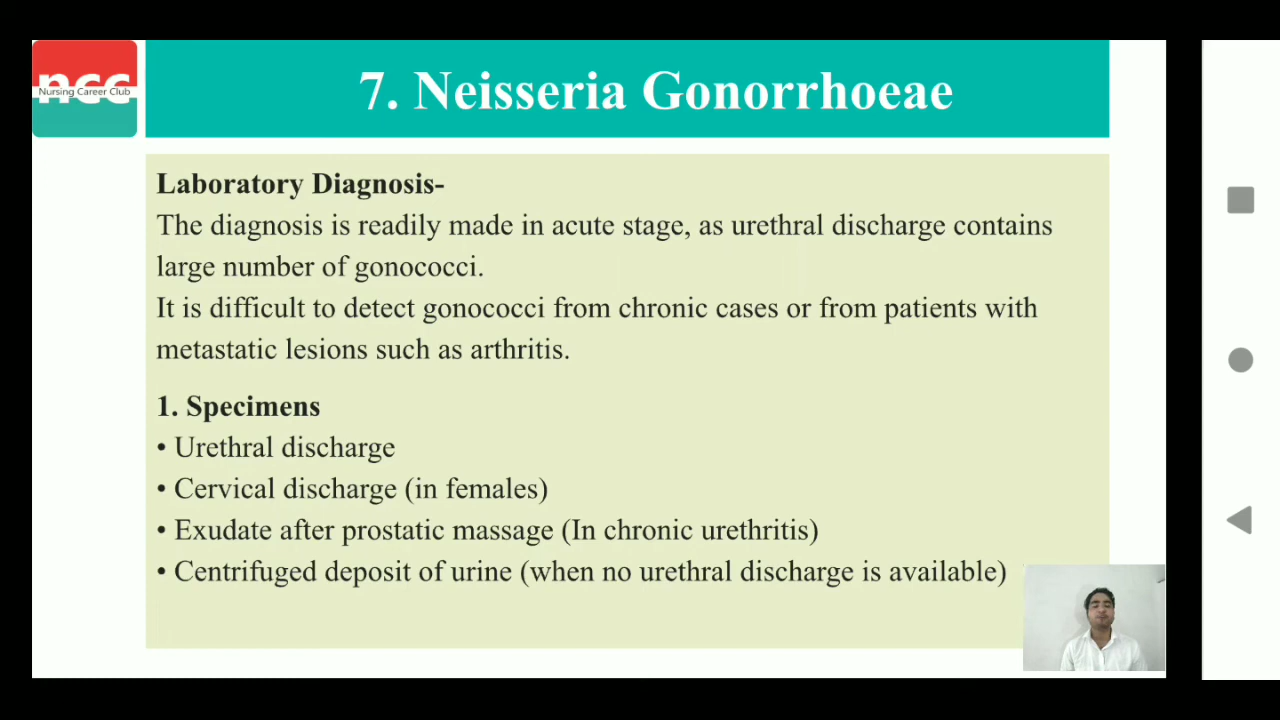 ncc
Nursing Career Club
7. Neisseria Gonorrhoeae
Laboratory Diagnosis-
The diagnosis is readily made in acute stage, as urethral discharge contains
large number of gonococci.
It is difficult to detect gonococci from chronic cases or from patients with
metastatic lesions such as arthritis.
1. Specimens
• Urethral discharge
• Cervical discharge (in females)
• Exudate after prostatic massage (In chronic urethritis)
• Centrifuged deposit of urine (when no urethral discharge is available)